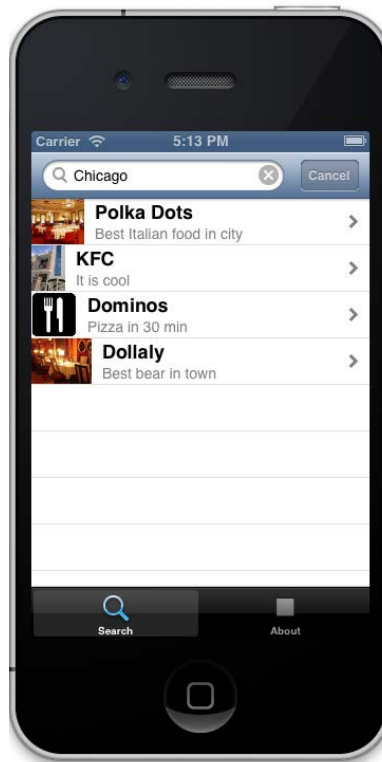 Carrier 5:13 PM
Chicago Cancel
Polka Dots
Best Italian food in city
KFC
It is cool
Dominos
Pizza in 30 min
Dollaly
Best bear in town
Search About